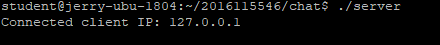 student@jerry-ubu-1804:~/2016115546/chat$ ./server
Connected client IP: 127.0.0.1